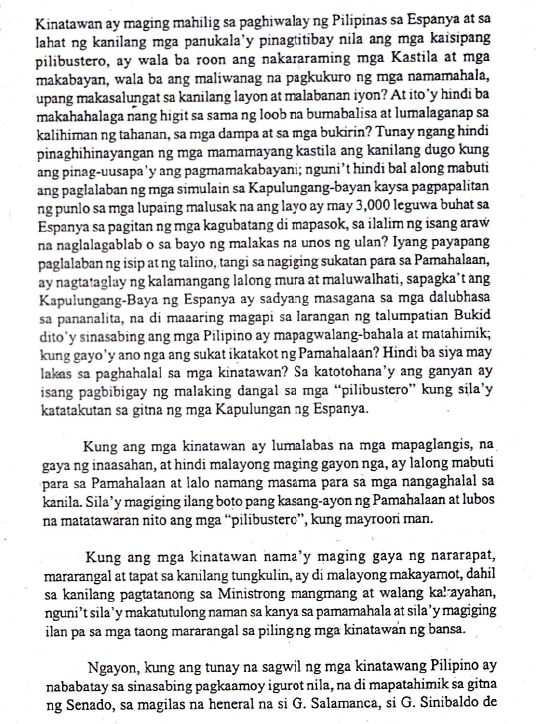 Kinatawan ay maging mahilig sa paghiwalay ng Pilipinas sa Espanya at sa
lahat ng kanilang mga panukala'y pinagtitibay nila ang mga kaisipang
pilibustero, ay wala ba roon ang nakararaming mga Kastila at mga
makabayan, wala ba ang maliwanag na pagkukuro ng mga namamahala,
upang makasalungat sa kanilang layon at malabanan iyon? At ito'y hindi ba
makahahalaga nang higit sa sama ng loob na bumabalisa at lumalaganap sa
kalihiman ng tahanan, sa mga dampa at sa mga bukirin? Tunay ngang hindi
pinaghihinayangan ng mga mamamayang kastila ang kanilang dugo kung
ang pinag-uusapa'y ang pagmamakabayani; nguni't hindi bal along mabuti
ang paglalaban ng mga simulain sa Kapulungang-bayan kaysa pagpapalitan
ng punlo sa mga lupaing malusak na ang layo ay may 3,000 leguwa buhat sa
Espanya sa pagitan ng mga kagubatang di mapasok, sa ilalim ng isang araw
na naglalagablab o sa bayo ng malakas na unos ng ulan? Iyang payapang
paglalaban ng isip at ng talino, tangi sa nagiging sukatan para sa Pamahalaan,
ay nagtataglay ng kalamangang lalong mura at maluwalhati, sapagka't ang
Kapulungang-Baya ng Espanya ay sadyang masagana sa mga dalubhasa
sa pananalita, na di maaaring magapi sa larangan ng talumpatian Bukid
dito'y sinasabing ang mga Pilipino ay mapagwalang-bahala at matahimik;
kung gayo'y ano nga ang sukat ikatakot ng Pamahalaan? Hindi ba siya may
lakas sa paghahalal sa mga kinatawan? Sa katotohana'y ang ganyan ay
isang pagbibigay ng malaking dangal sa mga "pilibustero" kung sila'y
katatakutan sa gitna ng mga Kapulungan ng Espanya.

Kung ang mga kinatawan ay lumalabas na mga mapaglangis, na
gaya ng inaasahan, at hindi malayong maging gayon nga, ay lalong mabuti
para sa Pamahalaan at lalo namang masama para sa mga nangaghalal sa
kanila. Sila'y magiging ilang boto pang kasang-ayon ng Pamahalaan at lubos
na matatawaran nito ang mga "pilibustero", kung mayroon man.

Kung ang mga kinatawan nama'y maging gaya ng nararapat,
mararangal at tapat sa kanilang tungkulin, ay di malayong makayamot, dahil
sa kanilang pagtatanong sa Ministrong mangmang at walang kakayahan,
nguni't sila'y makatutulong naman sa kanya sa pamamahala at sila'y magiging
ilan pa sa mga taong mararangal sa piling ng mga kinatawan ng bansa.

Ngayon, kung ang tunay na sagwil ng mga kinatawang Pilipino ay
nababatay sa sinasabing pagkaamoy igurot nila, na di mapatahimik sa gitna
ng Senado, sa magilas na heneral na si G. Salamanca, si G. Sinibaldo de